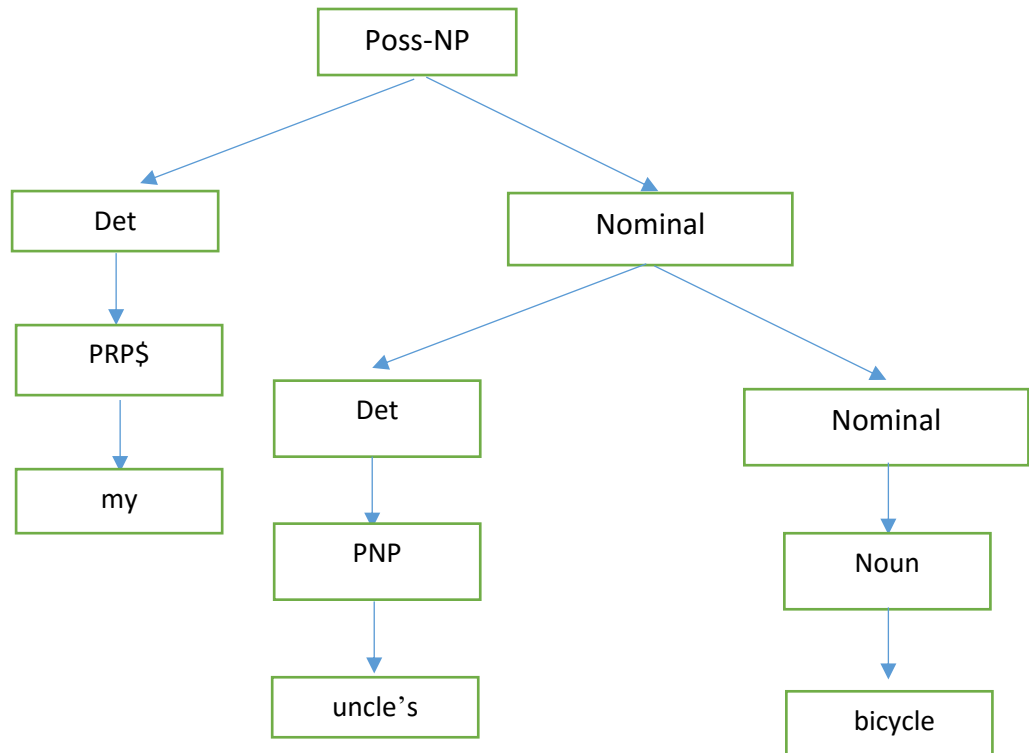 Poss-NP
Det
Nominal
PRP$
Det
Nominal
my
PNP
Noun
uncle’s
bicycle